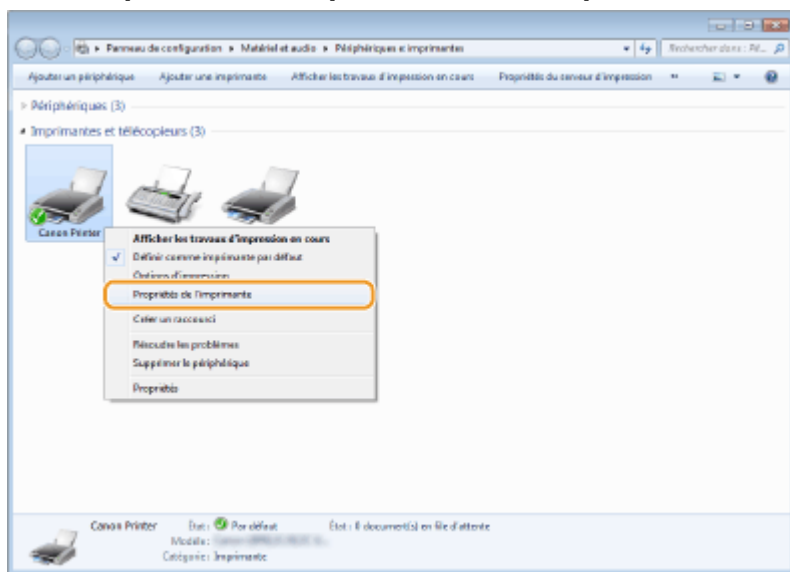 ▸ Panneau de configuration ▸ Matériel et audio ▸ Périphériques et imprimantes
Rechercher dans : Pé...
Ajouter un périphérique Ajouter une imprimante Afficher les travaux d'impression en cours Propriétés du serveur d'impression »
Périphériques (3)
Imprimantes et télécopieurs (3)
Canon Printer
Afficher les travaux d'impression en cours
Définir comme imprimante par défaut
Options d'impression
Propriétés de l'imprimante
Créer un raccourci
Résoudre les problèmes
Supprimer le périphérique
Propriétés
Canon Printer État : Par défaut État : 0 document(s) en file d'attente
Modèle :
Catégorie : Imprimante